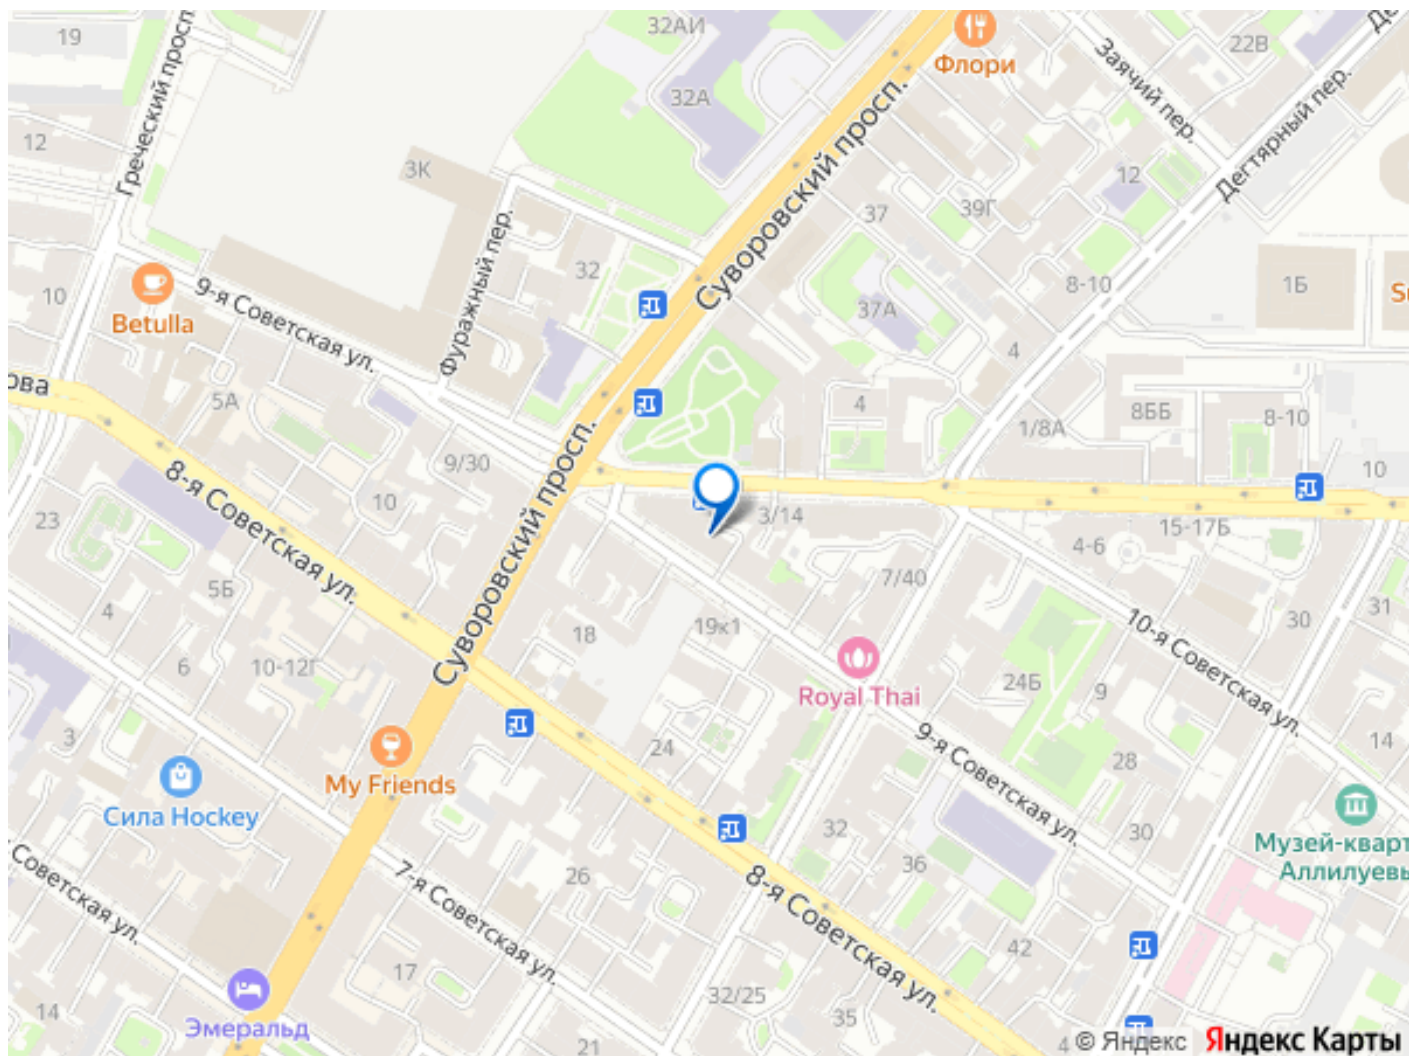 19
32АИ
Флори
22В
Заячий пер.
Дегтярный пер.
32А
Греческий просп.
12
3К
Суворовский просп.
37
39Г
12
Фуражный пер.
32
8-10
1Б
37А
10
Betulla
9-я Советская ул.
4
5А
4
1/8А
8ББ
8-10
9/30
10
10
8-я Советская ул.
Суворовский просп.
3/14
15-17Б
4-6
23
5Б
7/40
4
18
19к1
10-я Советская ул.
30
31
6
10-12Г
Royal Thai
24Б
9
3
24
9-я Советская ул.
28
14
My Friends
Сила Hockey
32
36
30
7-я Советская ул.
26
8-я Советская ул.
Советская ул.
42
17
14
Эмеральд
32/25
35
21
4
© Яндекс
Яндекс Карты